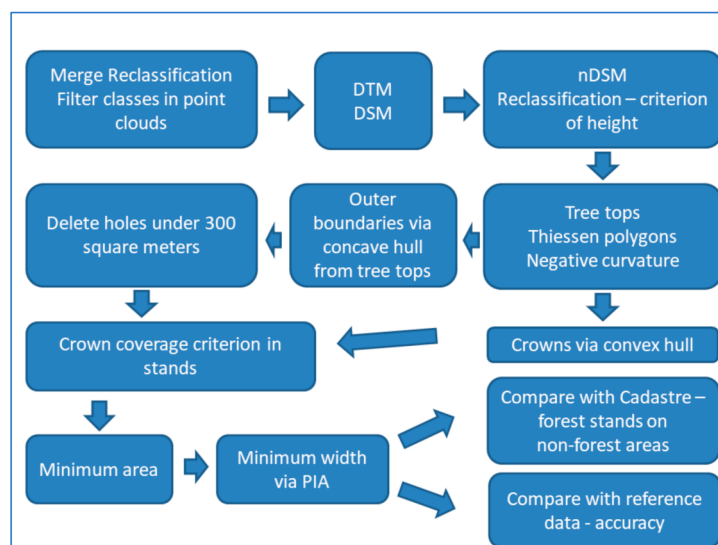 Merge Reclassification
Filter classes in point
clouds
DTM
DSM
nDSM
Reclassification – criterion
of height
Tree tops
Thiessen polygons
Negative curvature
Outer
boundaries via
concave hull
from tree tops
Delete holes under 300
square meters
Crowns via convex hull
Crown coverage criterion in
stands
Minimum area
Minimum width
via PIA
Compare with Cadastre –
forest stands on
non-forest areas
Compare with reference
data - accuracy